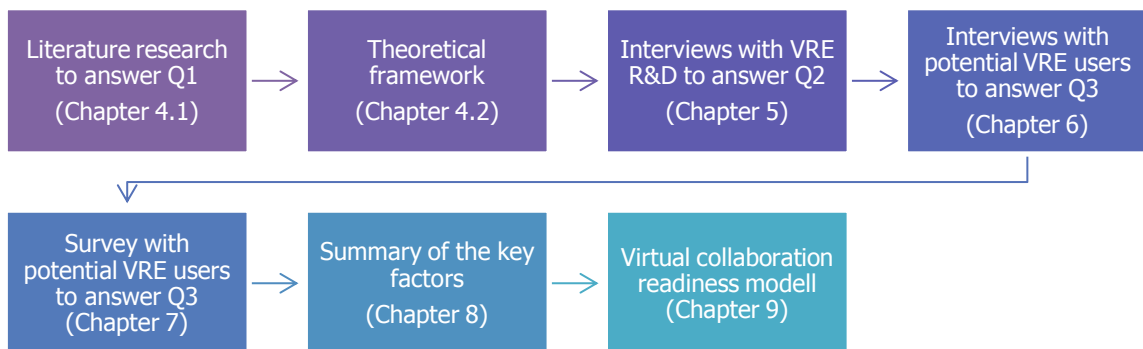 Literature research
to answer Q1
(Chapter 4.1)
Theoretical
framework
(Chapter 4.2)
Interviews with VRE
R&D to answer Q2
(Chapter 5)
Interviews with
potential VRE users
to answer Q3
(Chapter 6)
Survey with
potential VRE users
to answer Q3
(Chapter 7)
Summary of the key
factors
(Chapter 8)
Virtual collaboration
readiness modell
(Chapter 9)